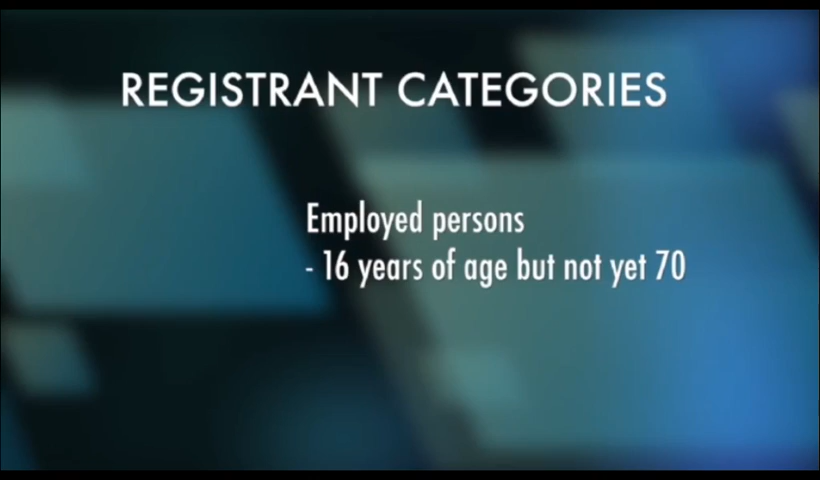 REGISTRANT CATEGORIES
Employed persons
- 16 years of age but not yet 70